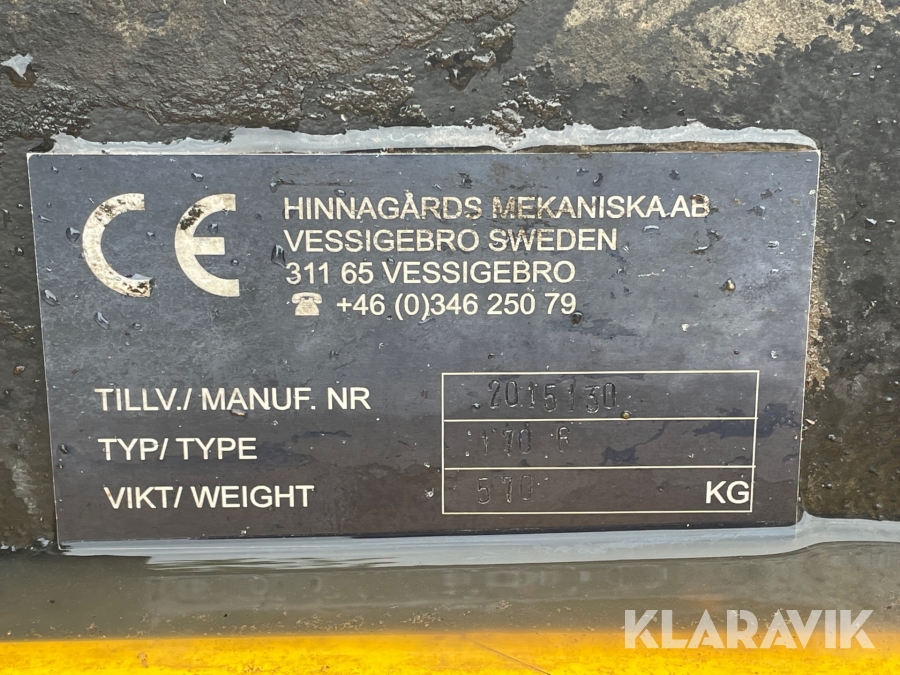 CE
HINNAGÅRDS MEKANISKA AB
VESSIGEBRO SWEDEN
311 65 VESSIGEBRO
☎ +46 (0)346 250 79
TILLV./ MANUF. NR 2015130
TYP/ TYPE
VIKT/ WEIGHT 570 KG
KLARAVIK